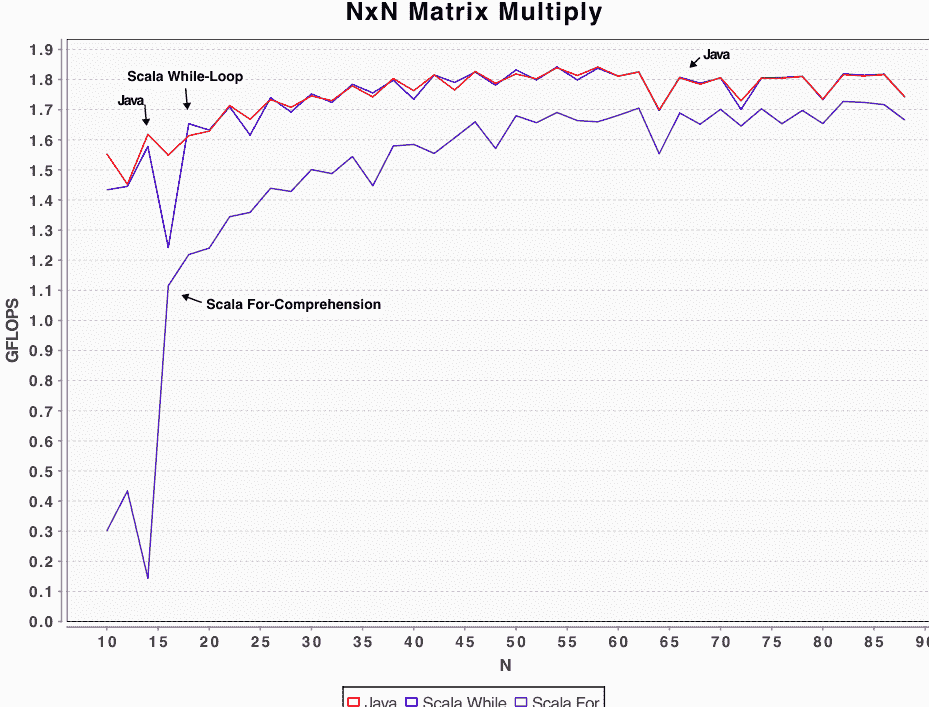 NxN Matrix Multiply
1.9
1.8
1.7
1.6
1.5
1.4
1.3
1.2
1.1
1.0
0.9
0.8
0.7
0.6
0.5
0.4
0.3
0.2
0.1
0.0
GFLOPS
Java
Scala While-Loop
Java
Scala For-Comprehension
10 15 20 25 30 35 40 45 50 55 60 65 70 75 80 85 90
N
Java Scala While Scala For